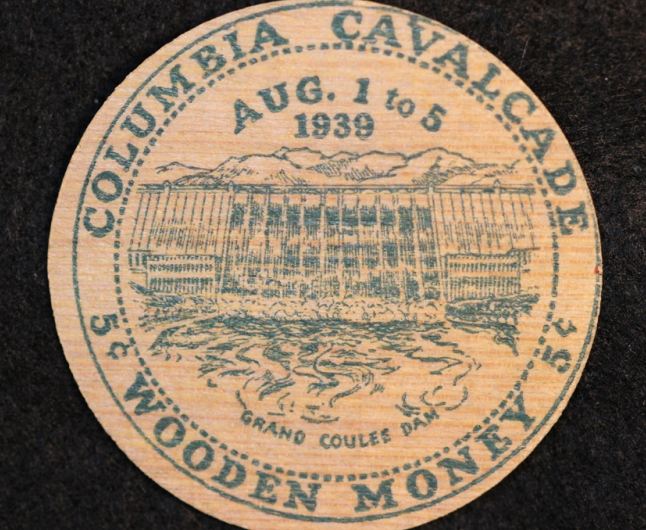 COLUMBIA CAVALCADE
AUG. 1 to 5
1939
GRAND COULEE DAM
5¢ WOODEN MONEY 5¢